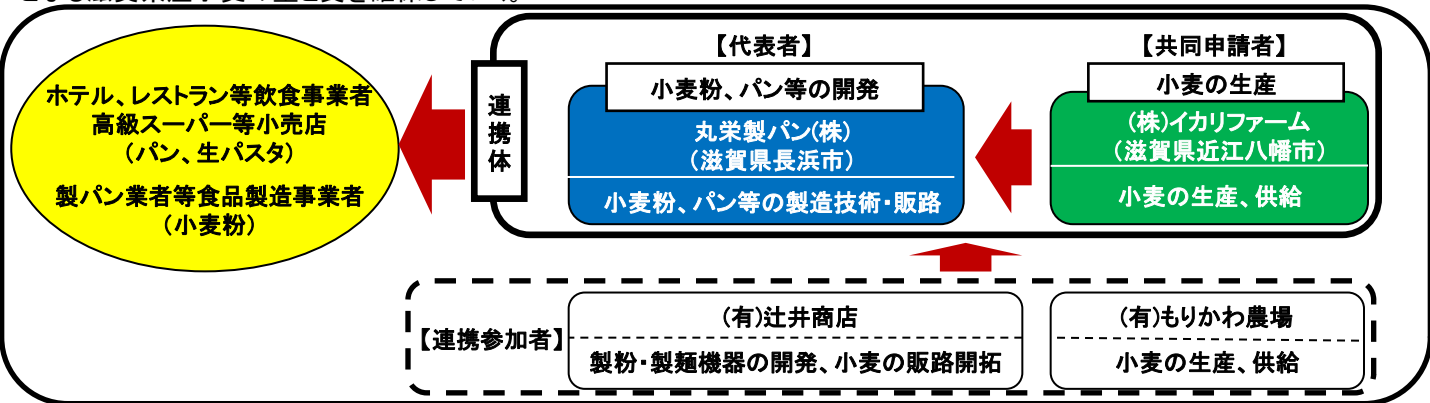 ホテル、レストラン等飲食事業者
高級スーパー等小売店
(パン、生パスタ)
製パン業者等食品製造事業者
(小麦粉)
連携体
【代表者】
小麦粉、パン等の開発
丸栄製パン(株)
(滋賀県長浜市)
小麦粉、パン等の製造技術・販路
【共同申請者】
小麦の生産
(株)イカリファーム
(滋賀県近江八幡市)
小麦の生産、供給
【連携参加者】
(有)辻井商店
製粉・製麺機器の開発、小麦の販路開拓
(有)もりかわ農場
小麦の生産、供給